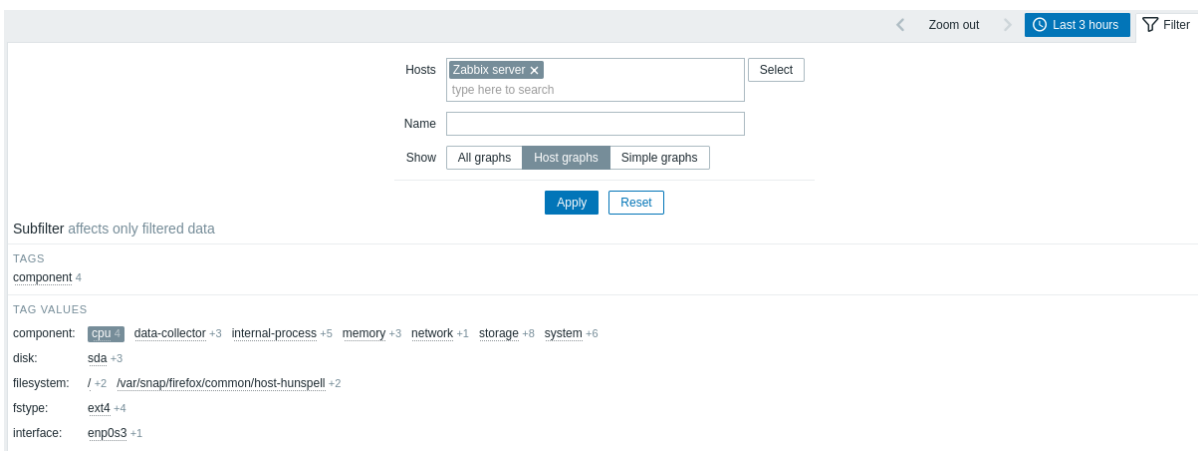 Zoom out Last 3 hours Filter
Hosts Zabbix server Select
type here to search
Name
Show All graphs Host graphs Simple graphs
Apply Reset
Subfilter affects only filtered data
TAGS
component 4
TAG VALUES
component: cpu 4 data-collector +3 internal-process +5 memory +3 network +1 storage +8 system +6
disk: sda +3
filesystem: / +2 /var/snap/firefox/common/host-hunspell +2
fstype: ext4 +4
interface: enp0s3 +1